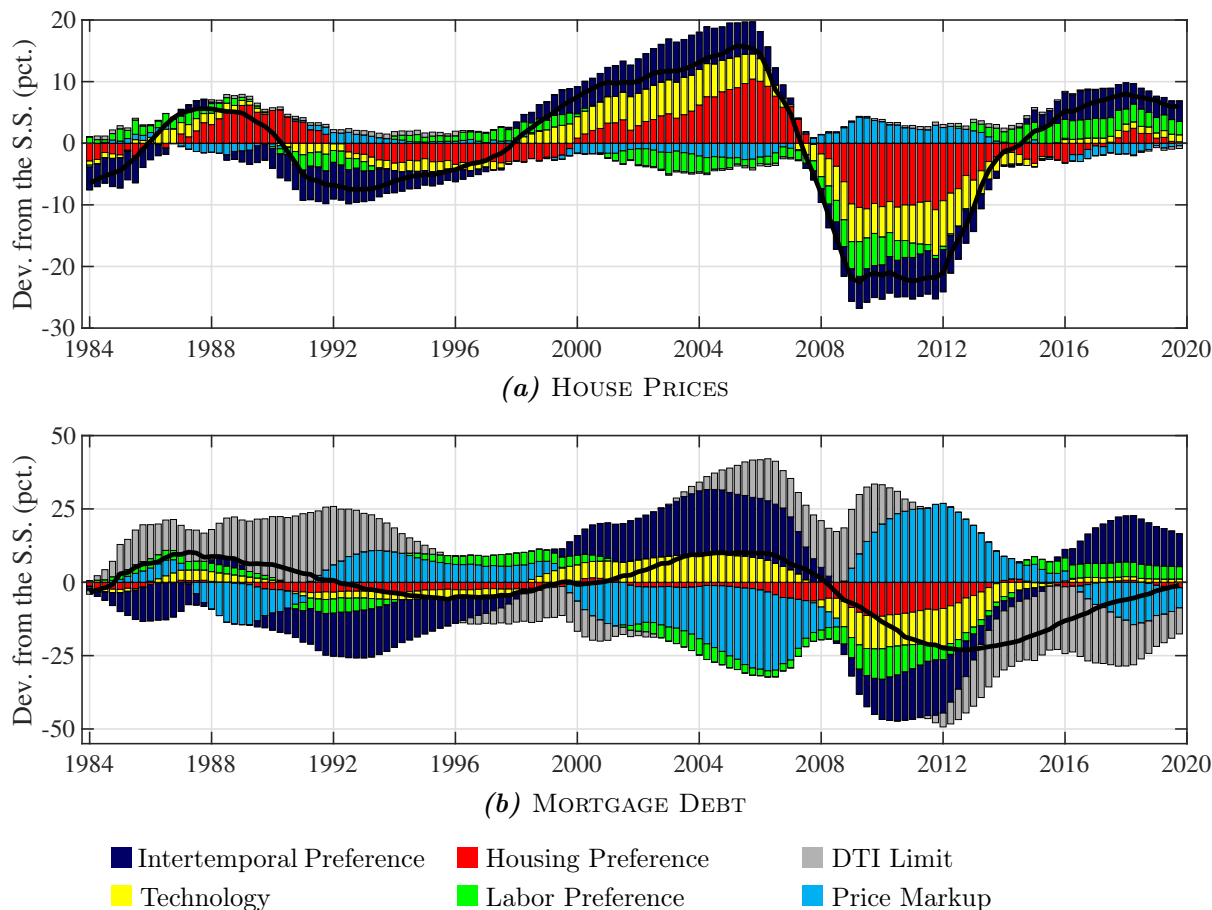 20
10
0
-10
-20
-30
Dev. from the S.S. (pct.)
1984 1988 1992 1996 2000 2004 2008 2012 2016 2020
(a) HOUSE PRICES
50
25
0
-25
-50
Dev. from the S.S. (pct.)
1984 1988 1992 1996 2000 2004 2008 2012 2016 2020
(b) MORTGAGE DEBT
Intertemporal Preference Housing Preference DTI Limit
Technology Labor Preference Price Markup